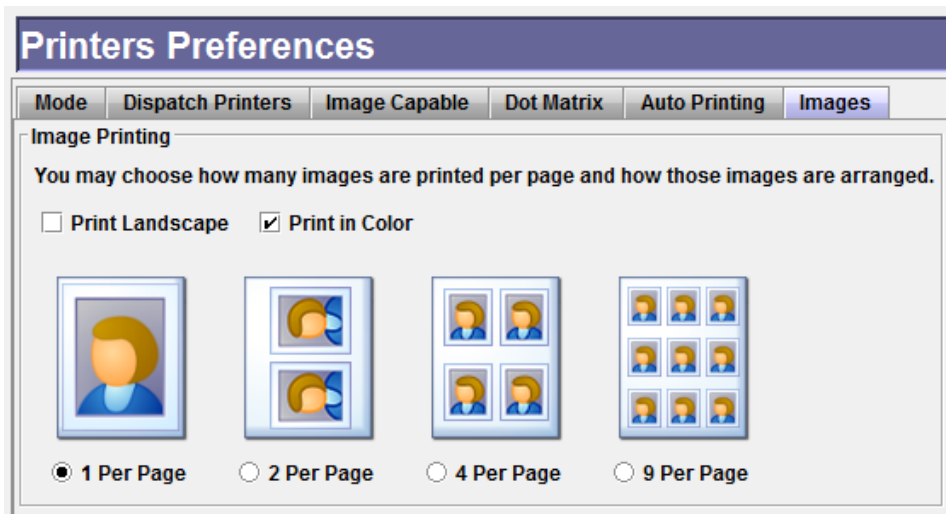 Printers Preferences
Mode Dispatch Printers Image Capable Dot Matrix Auto Printing Images
Image Printing
You may choose how many images are printed per page and how those images are arranged.
Print Landscape Print in Color
1 Per Page 2 Per Page 4 Per Page 9 Per Page